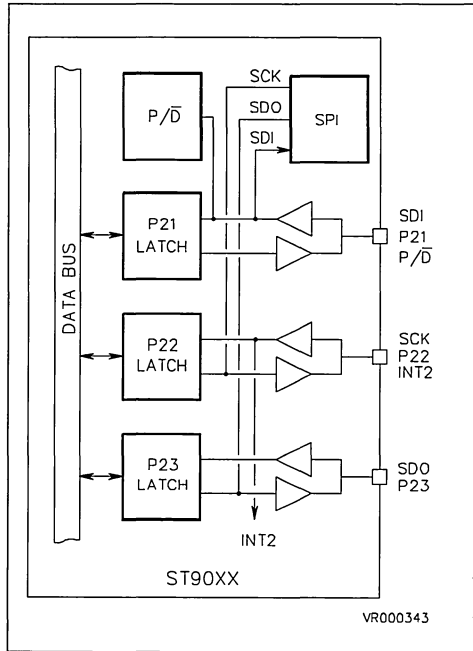 SCK
SDO
SDI
P/D̅
SPI
P21
LATCH
SDI
P21
P/D̅
DATA BUS
P22
LATCH
SCK
P22
INT2
P23
LATCH
SDO
P23
INT2
ST90XX
VR000343